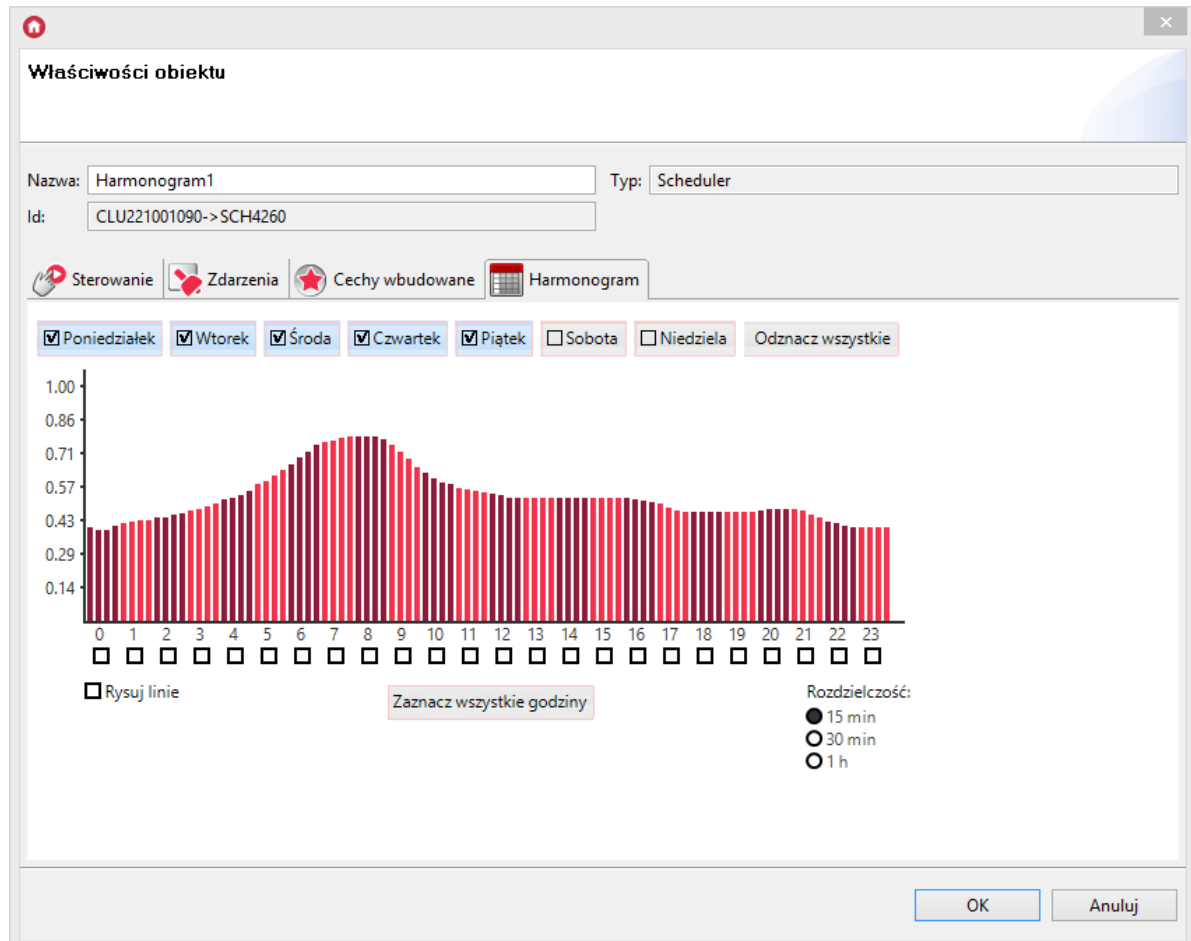 Właściwości obiektu
Nazwa: Harmonogram1 Typ: Scheduler
Id: CLU221001090->SCH4260
Sterowanie Zdarzenia Cechy wbudowane Harmonogram
Poniedziałek Wtorek Środa Czwartek Piątek Sobota Niedziela Odznacz wszystkie
1.00
0.86
0.71
0.57
0.43
0.29
0.14
0 1 2 3 4 5 6 7 8 9 10 11 12 13 14 15 16 17 18 19 20 21 22 23
Rysuj linie Zaznacz wszystkie godziny Rozdzielczość:
15 min
30 min
1 h
OK Anuluj